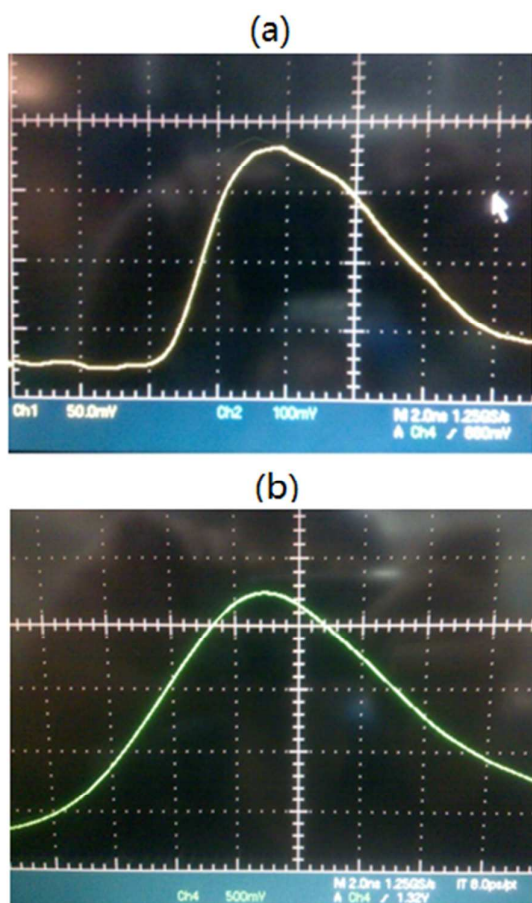 (a)
Ch1 50.0mV Ch2 100mV M 2.0ns 1.25GS/s
A Ch4 ∫ 680mV
(b)
M 2.0ns 1.25GS/s IT 8.0ps/pt
Ch4 500mV A Ch4 ∫ 1.32V